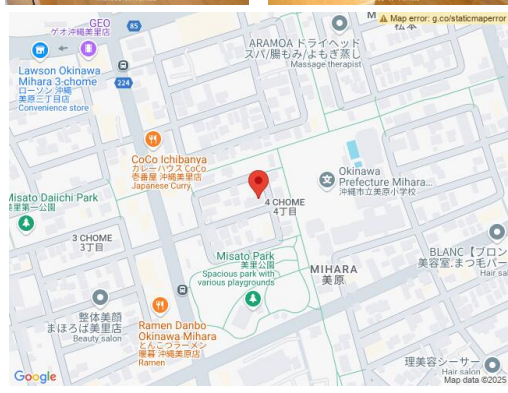 GEO
ゲオ沖縄美里店
85
Map error: g.co/staticmaperror
松本
ARAMOA ドライヘッド
スパ/腸もみ/よもぎ蒸し
Massage therapist
Lawson Okinawa
Mihara 3-chome
ローソン 沖縄
美原三丁目店
Convenience store
224
CoCo Ichibanya
カレーハウス CoCo
壱番屋 沖縄美里店
Japanese Curry
Okinawa
Prefecture Mihara...
沖縄市立美原小学校
Misato Daiichi Park
美里第一公園
4 CHOME
4丁目
3 CHOME
3丁目
Misato Park
美里公園
Spacious park with
various playgrounds
MIHARA
美原
BLANC【ブロン
美容室.まつ毛パー
Hair sal
整体美顔
まほろば美里店
Beauty salon
Ramen Danbo
Okinawa Mihara
とんこつラーメン
暖暮 沖縄美原店
Ramen
理美容シーサー
Hair salon
Google
Map data ©2025